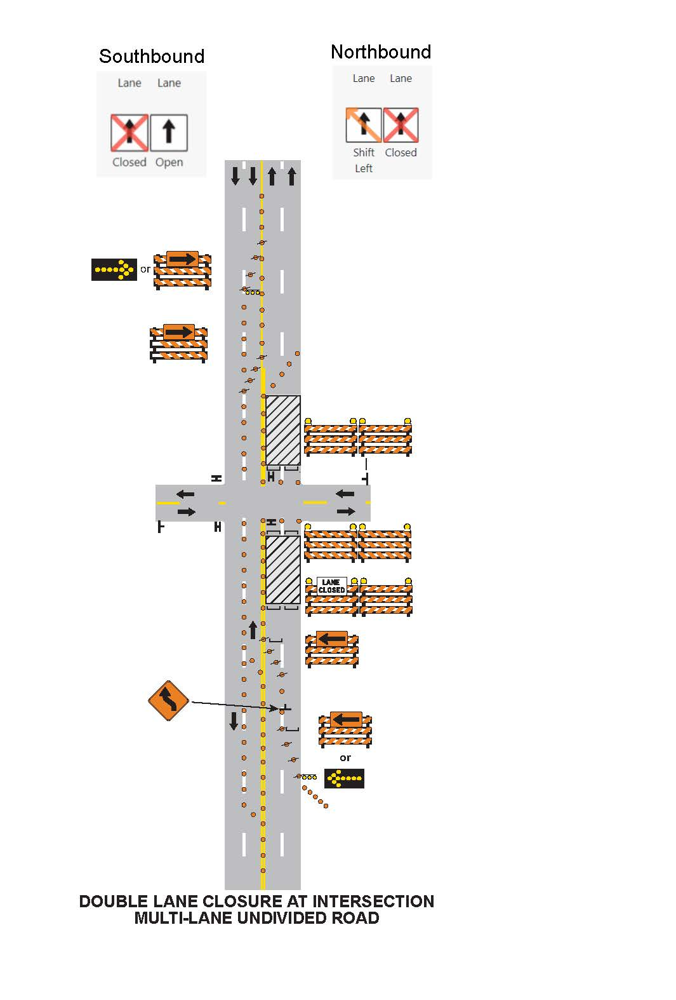 Southbound
Lane Lane
Closed Open
Northbound
Lane Lane
Shift Closed
Left
or
LANE
CLOSED
or
DOUBLE LANE CLOSURE AT INTERSECTION
MULTI-LANE UNDIVIDED ROAD